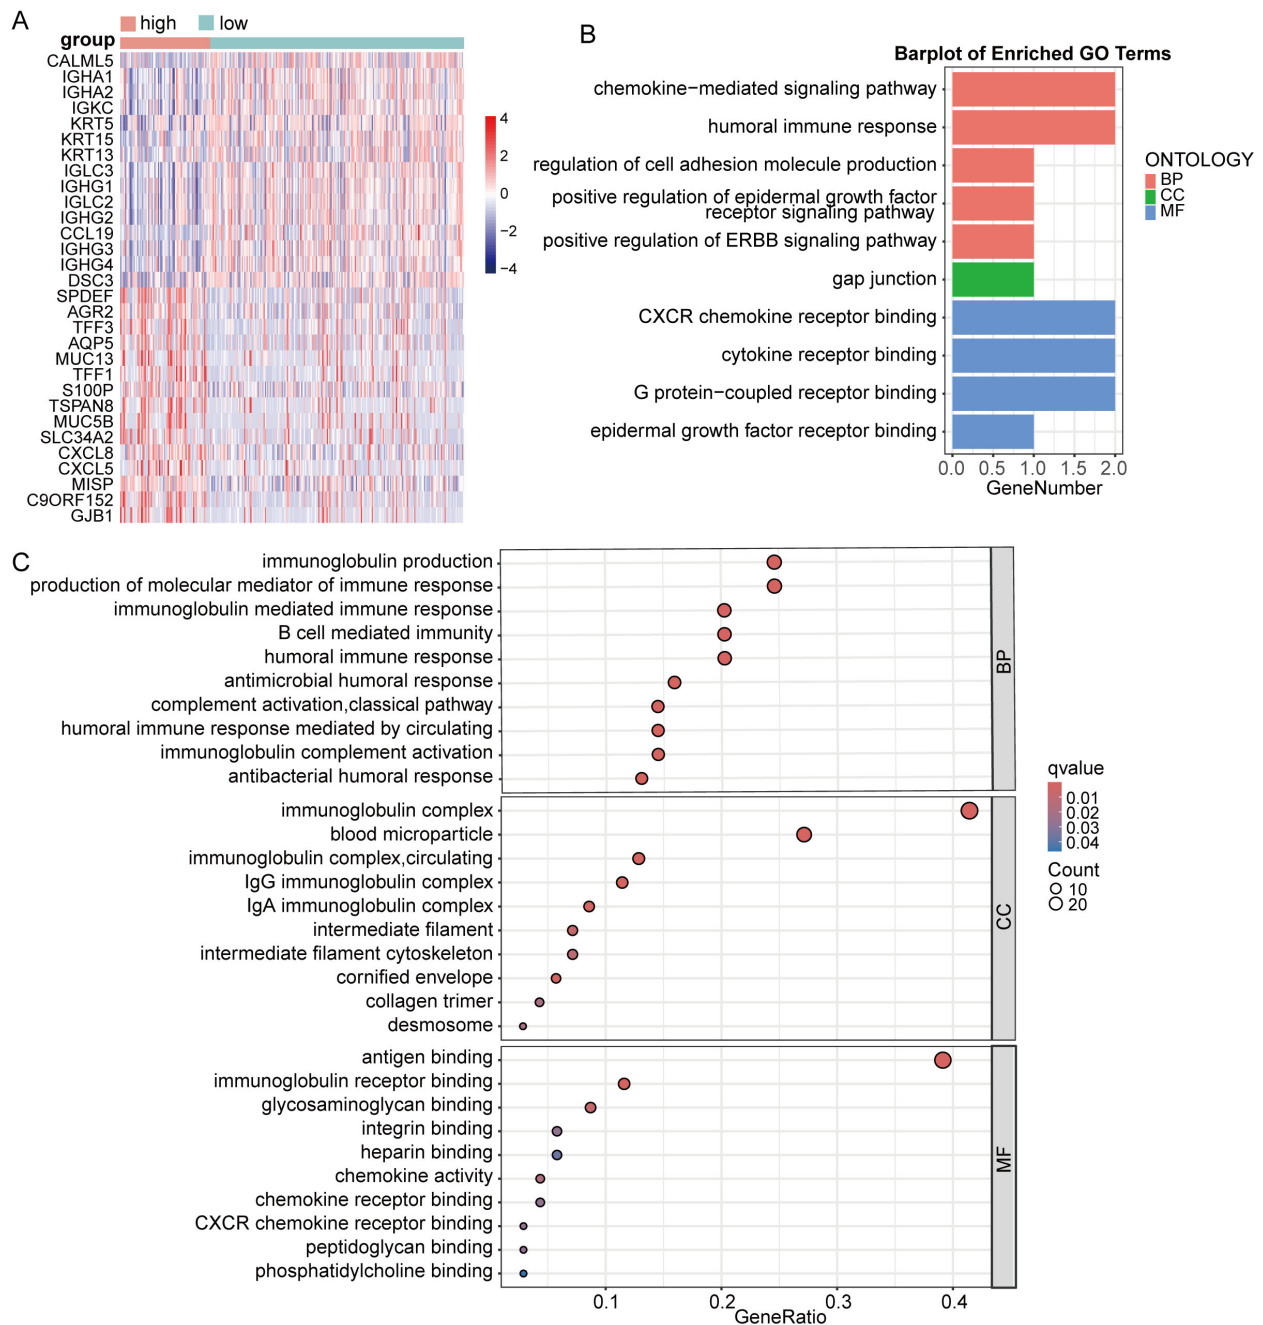 A
high
low
group
CALML5
IGHA1
IGHA2
IGKC
KRT5
KRT15
KRT13
IGLC3
IGHG1
IGLC2
IGHG2
CCL19
IGHG3
IGHG4
DSC3
SPDEF
AGR2
TFF3
AQP5
MUC13
TFF1
S100P
TSPAN8
MUC5B
SLC34A2
CXCL8
CXCL5
MISP
C9ORF152
GJB1
4
2
0
−2
−4
B
Barplot of Enriched GO Terms
chemokine−mediated signaling pathway
humoral immune response
regulation of cell adhesion molecule production
positive regulation of epidermal growth factor
receptor signaling pathway
positive regulation of ERBB signaling pathway
gap junction
CXCR chemokine receptor binding
cytokine receptor binding
G protein−coupled receptor binding
epidermal growth factor receptor binding
0.0 0.5 1.0 1.5 2.0
GeneNumber
ONTOLOGY
BP
CC
MF
C
immunoglobulin production
production of molecular mediator of immune response
immunoglobulin mediated immune response
B cell mediated immunity
humoral immune response
antimicrobial humoral response
complement activation,classical pathway
humoral immune response mediated by circulating
immunoglobulin complement activation
antibacterial humoral response
BP
immunoglobulin complex
blood microparticle
immunoglobulin complex,circulating
IgG immunoglobulin complex
IgA immunoglobulin complex
intermediate filament
intermediate filament cytoskeleton
cornified envelope
collagen trimer
desmosome
CC
antigen binding
immunoglobulin receptor binding
glycosaminoglycan binding
integrin binding
heparin binding
chemokine activity
chemokine receptor binding
CXCR chemokine receptor binding
peptidoglycan binding
phosphatidylcholine binding
MF
0.1 0.2 0.3 0.4
GeneRatio
qvalue
0.01
0.02
0.03
0.04
Count
10
20